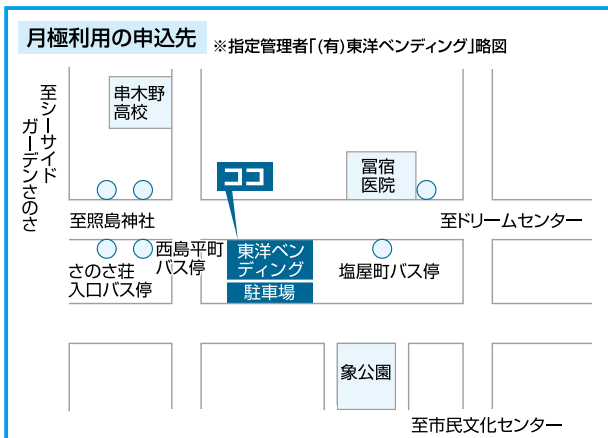 月極利用の申込先
※指定管理者｢(有)東洋ベンディング｣略図
至シーサイド
ガーデンさのさ
串木野
高校
ココ
冨宿
医院
至照島神社
至ドリームセンター
さのさ荘
入口バス停
西島平町
バス停
東洋ベン
ディング
駐車場
塩屋町バス停
象公園
至市民文化センター